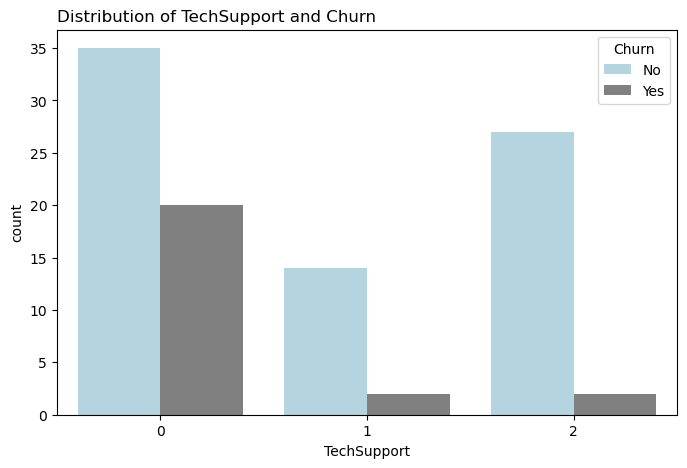 Distribution of TechSupport and Churn
Churn
No
Yes
35
30
25
20
15
10
5
0
count
0 1 2
TechSupport